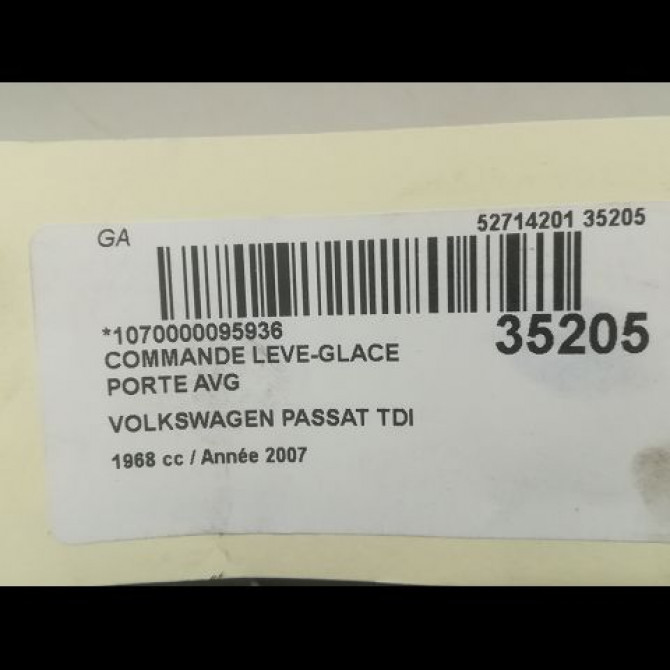 GA
52714201 35205
*1070000095936
35205
COMMANDE LEVE-GLACE
PORTE AVG
VOLKSWAGEN PASSAT TDI
1968 cc / Année 2007